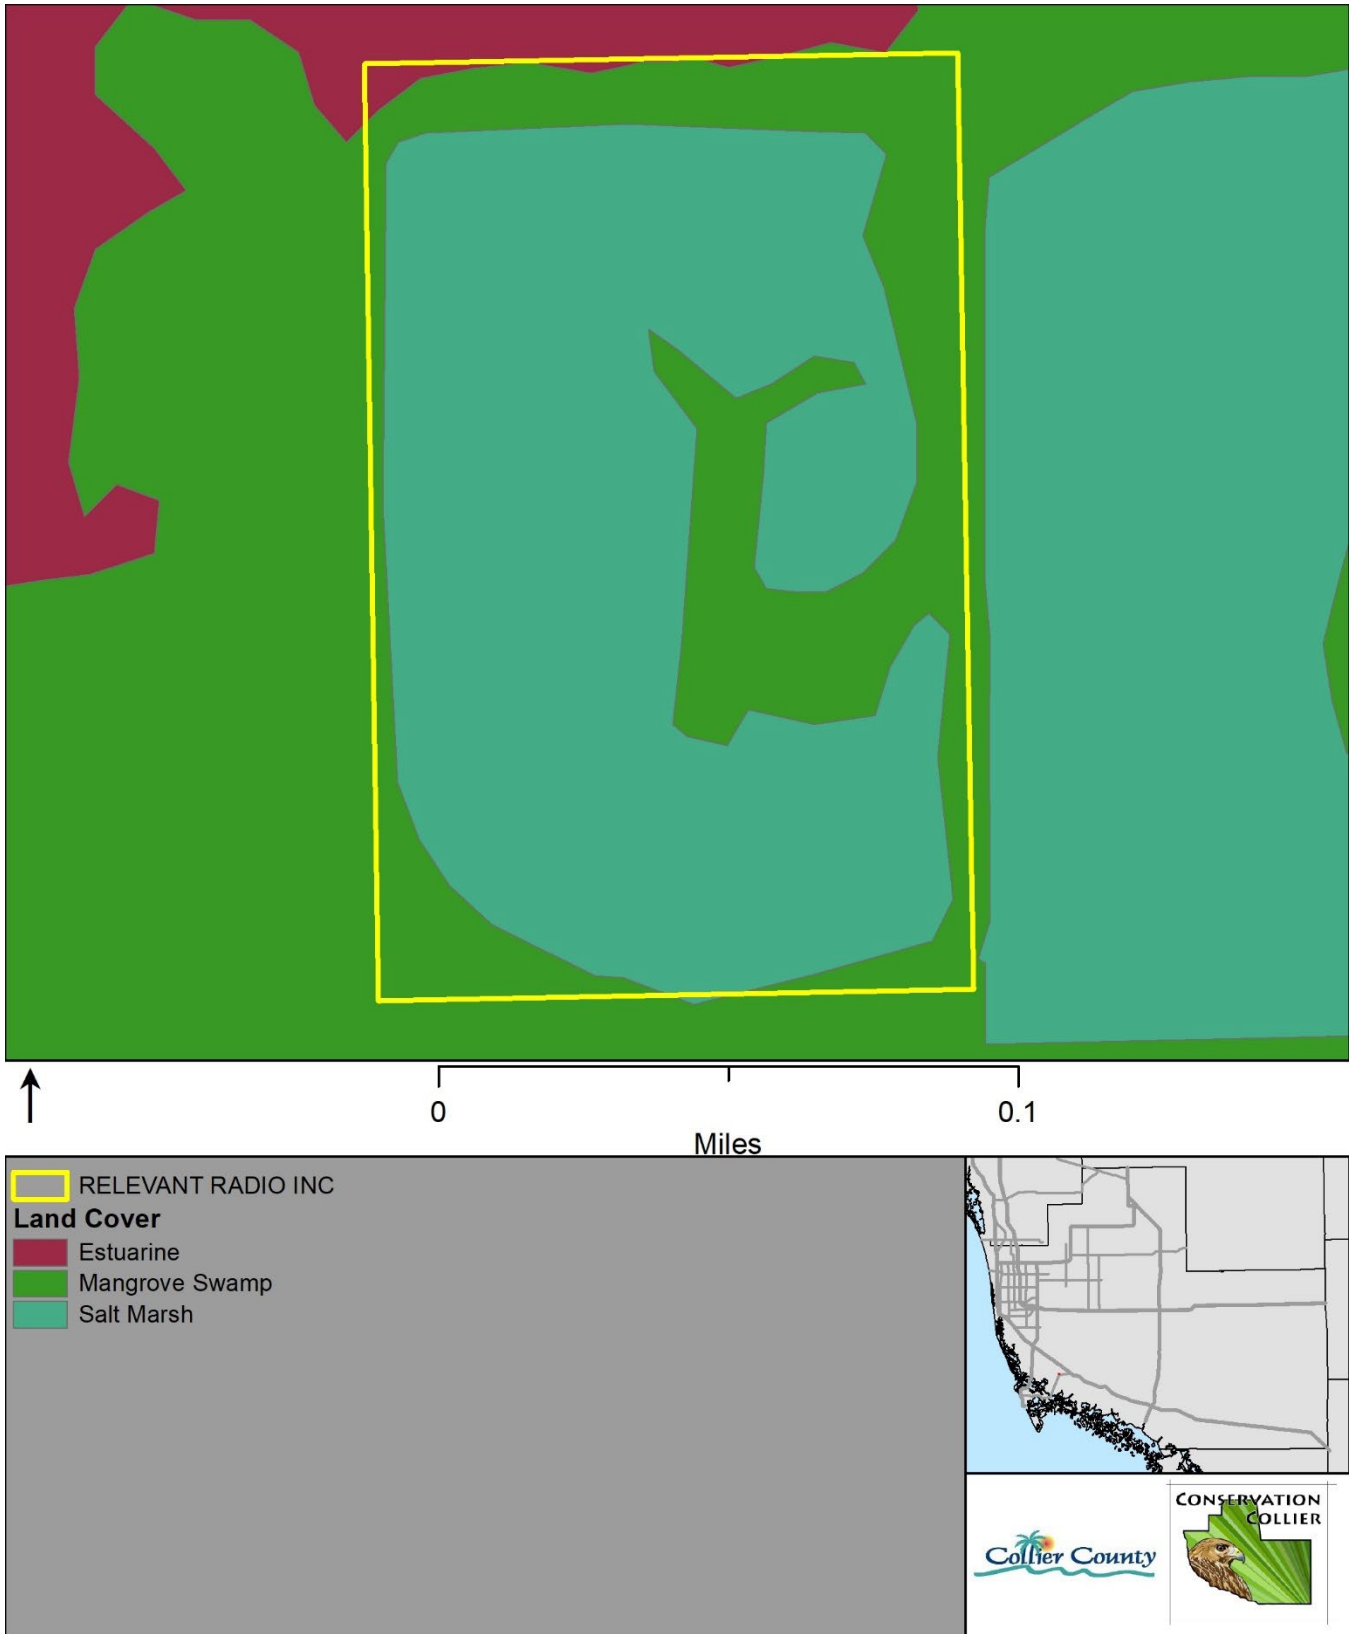 0
0.1
Miles
RELEVANT RADIO INC
Land Cover
Estuarine
Mangrove Swamp
Salt Marsh
Collier County
CONSERVATION
COLLIER